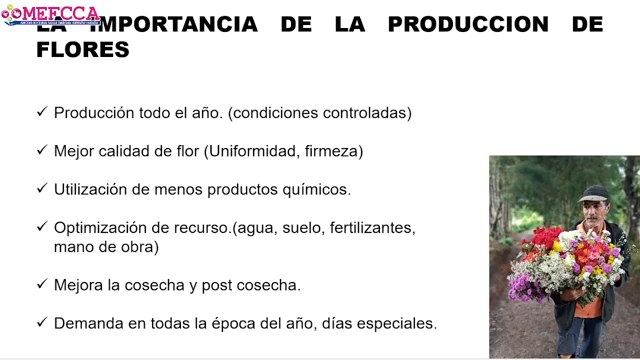 MEFCCA
LA IMPORTANCIA DE LA PRODUCCION DE
FLORES
✓ Producción todo el año. (condiciones controladas)
✓ Mejor calidad de flor (Uniformidad, firmeza)
✓ Utilización de menos productos químicos.
✓ Optimización de recurso.(agua, suelo, fertilizantes,
mano de obra)
✓ Mejora la cosecha y post cosecha.
✓ Demanda en todas la época del año, días especiales.